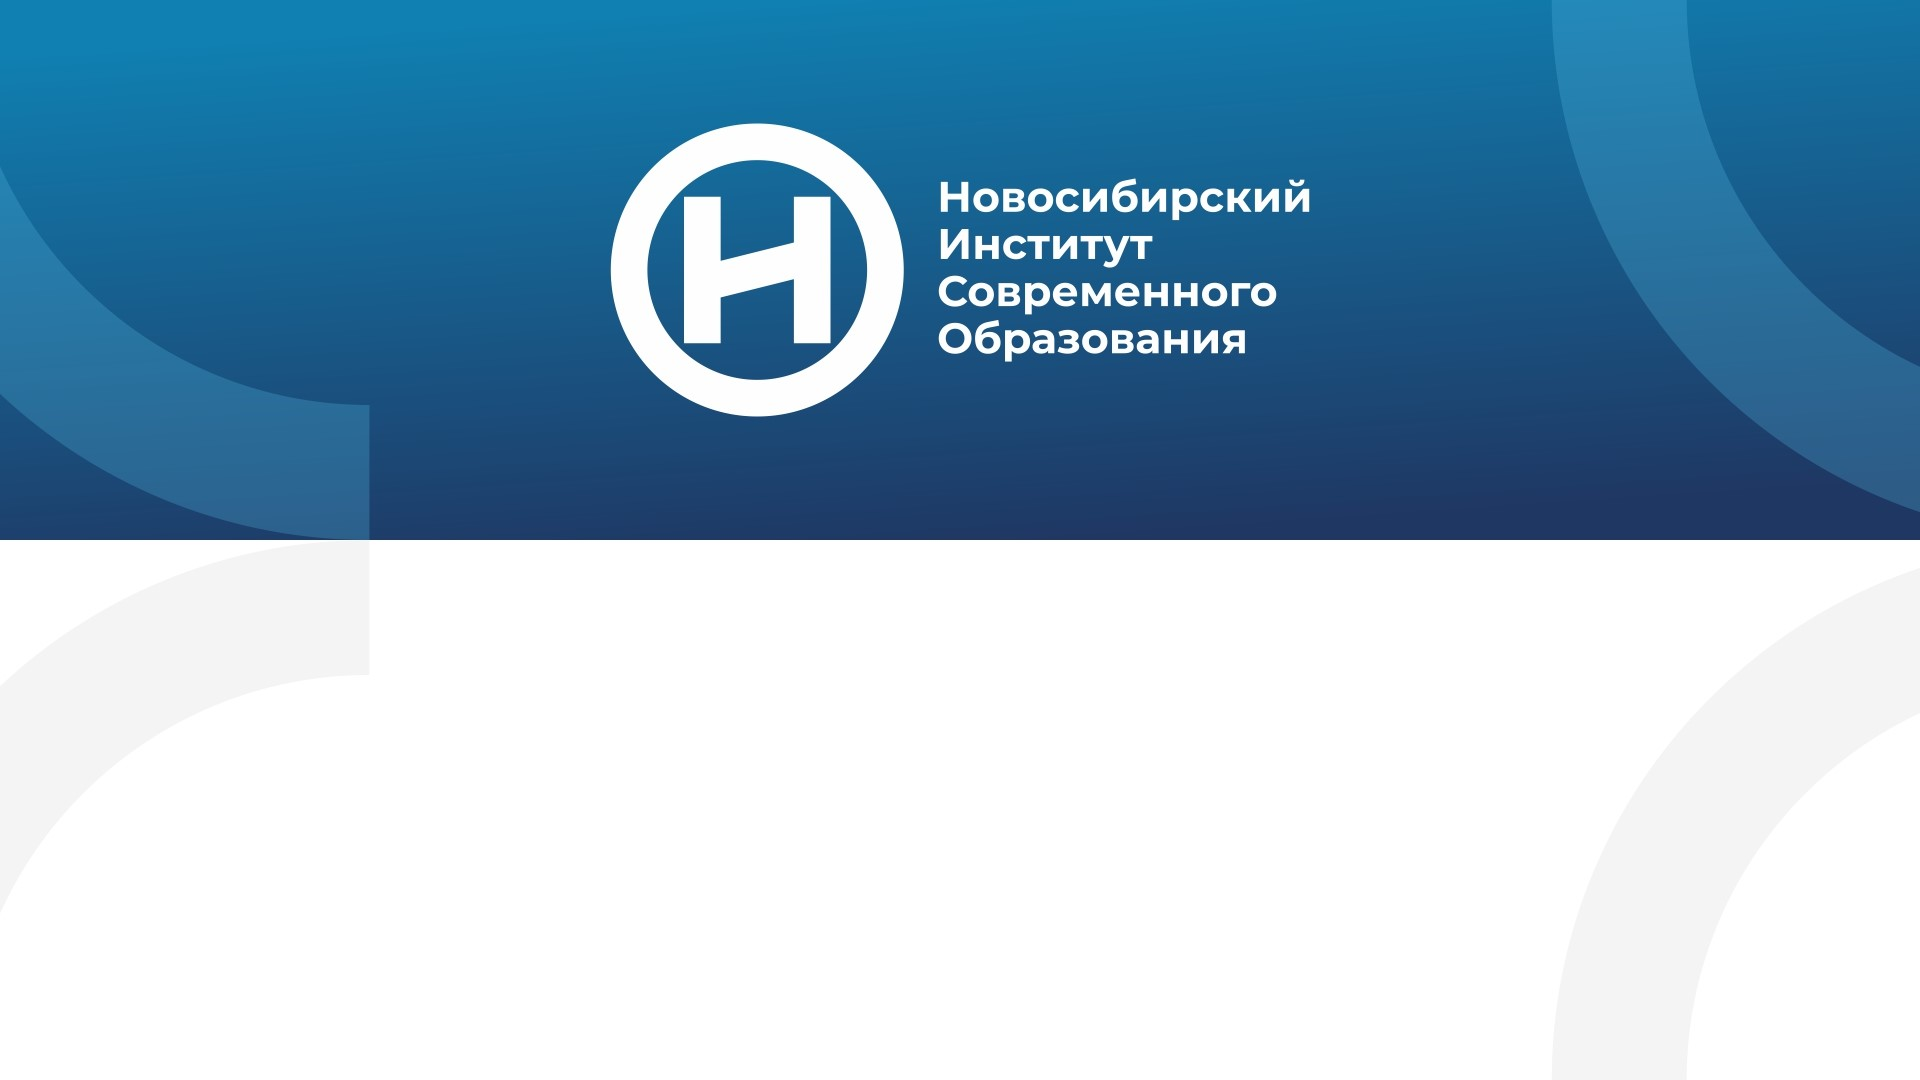 Н
Новосибирский
Институт
Современного
Образования